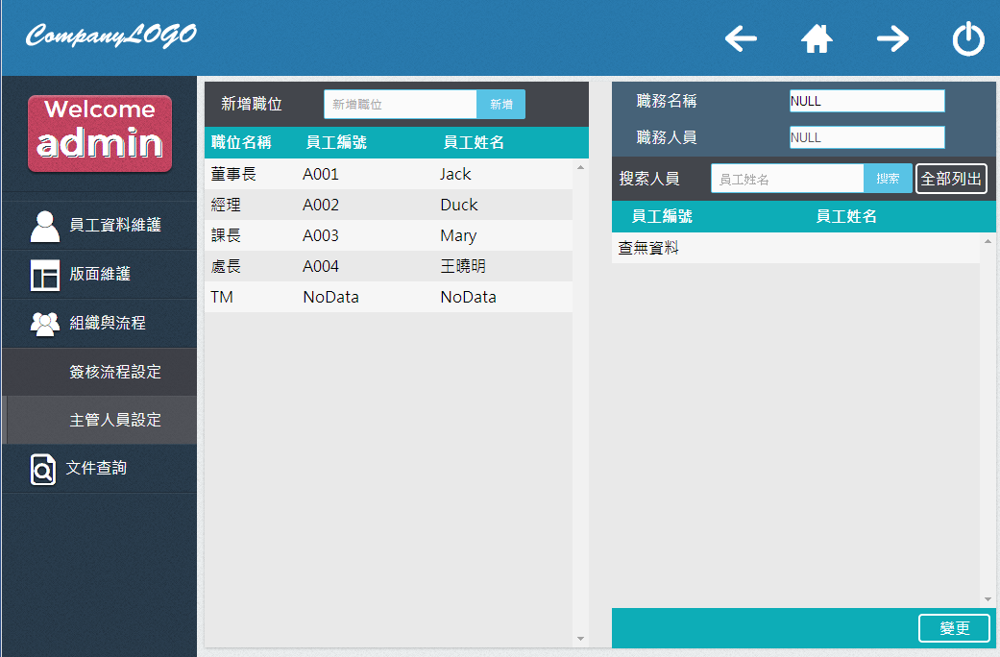 CompanyLOGO
Welcome
admin
員工資料維護
版面維護
組織與流程
簽核流程設定
主管人員設定
文件查詢
新增職位 新增職位 新增
職位名稱 員工編號 員工姓名
董事長 A001 Jack
經理 A002 Duck
課長 A003 Mary
處長 A004 王曉明
TM NoData NoData
職務名稱 NULL
職務人員 NULL
搜索人員 員工姓名 搜索 全部列出
員工編號 員工姓名
查無資料
變更